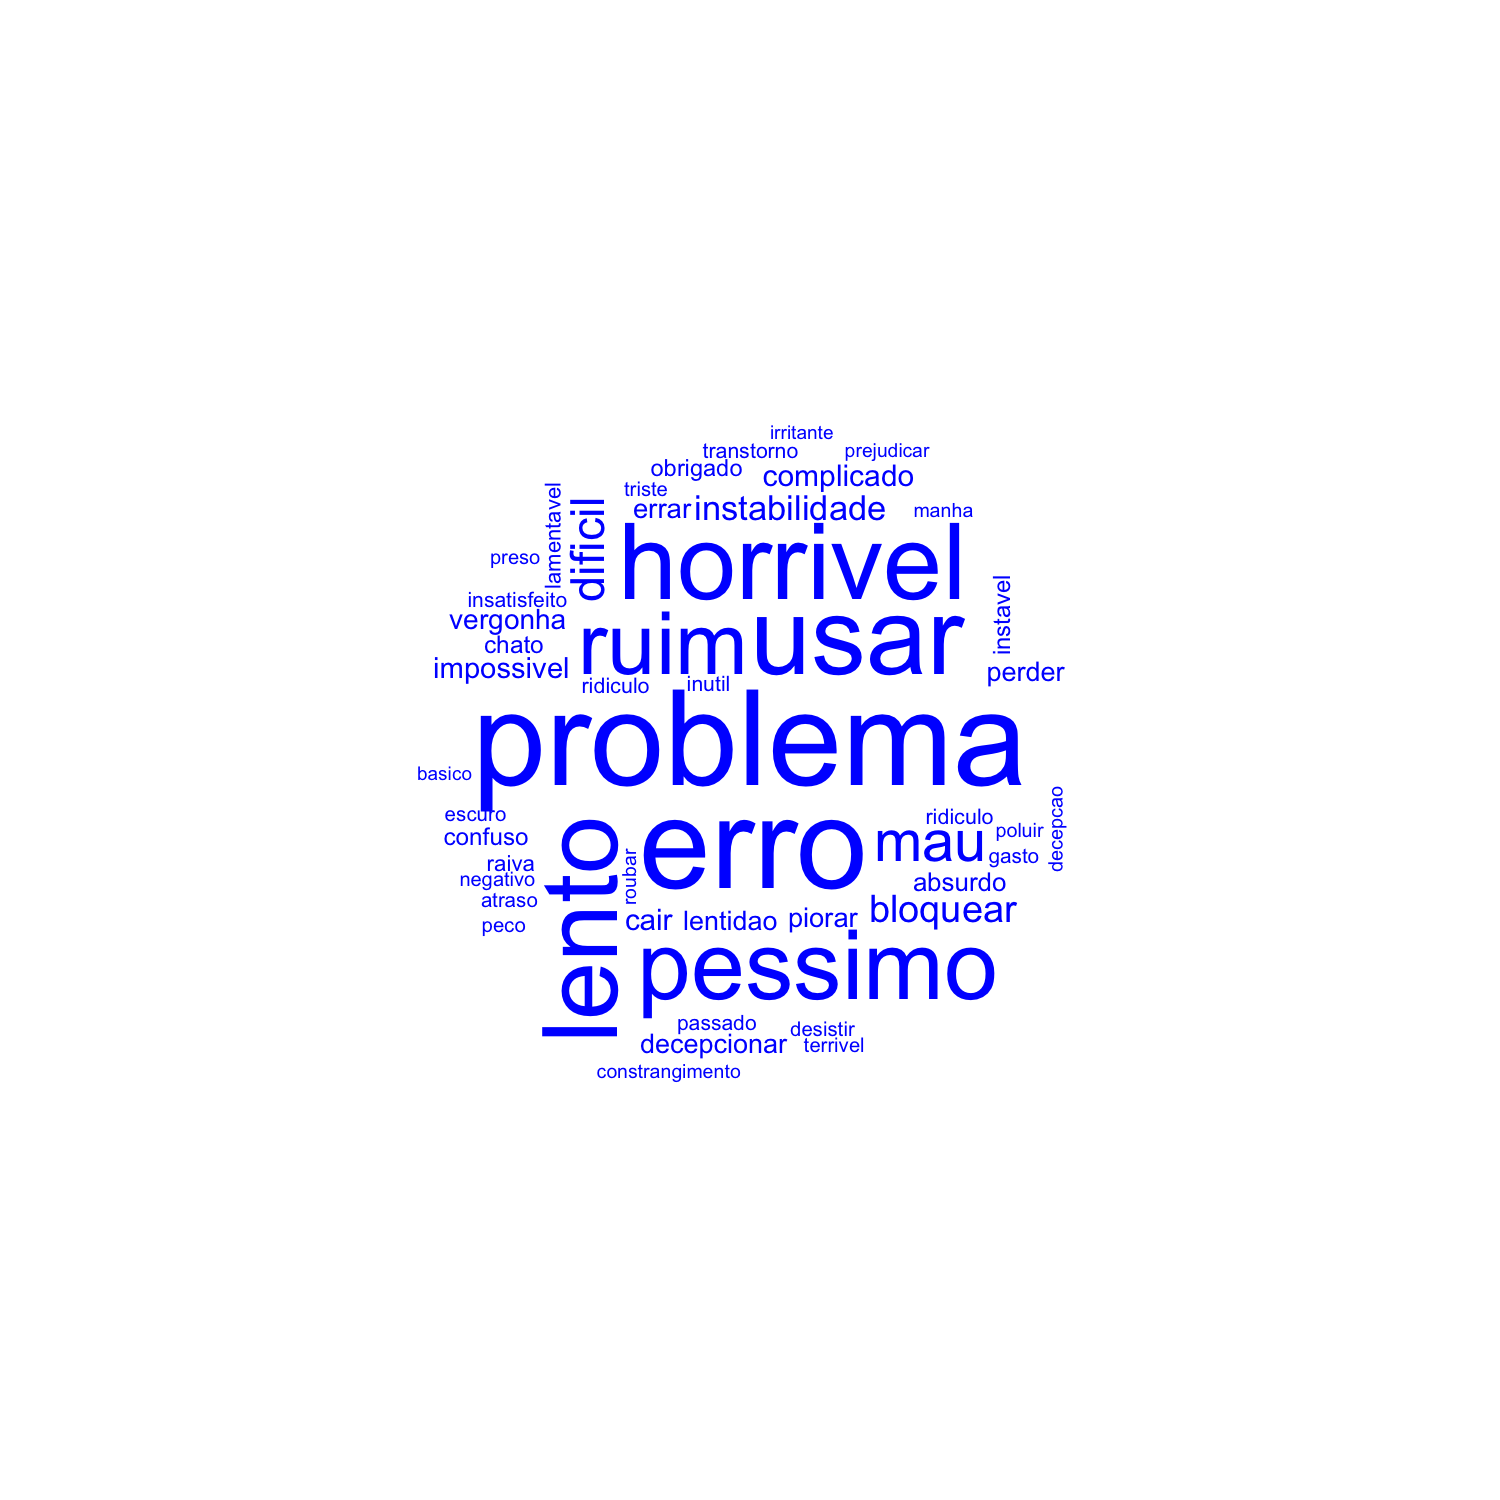 irritante
transtorno
prejudicar
obrigado
complicado
triste
errar
instabilidade
manha
lamentavel
dificil
horrivel
preso
insatisfeito
vergonha
chato
impossivel
ruim
usar
instavel
perder
ridiculo
inutil
problema
basico
escuro
confuso
raiva
negativo
atraso
peco
lento
roubar
erro
ridiculo
mau
poluir
gasto
decepcao
absurdo
bloquear
cair
lentidao
piorar
pessimo
passado
desistir
decepcionar
terrivel
constrangimento